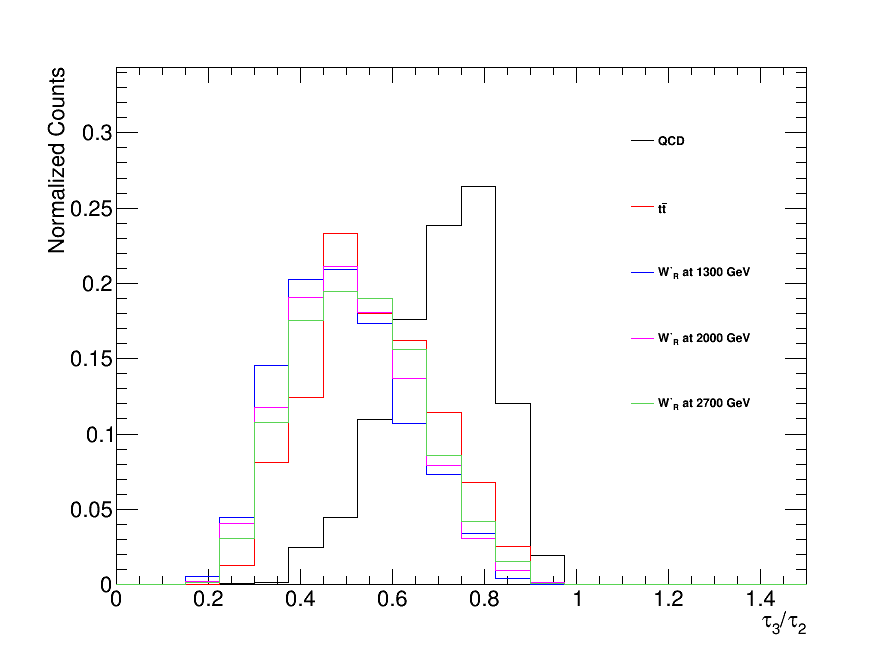 Normalized Counts
0.3
0.25
0.2
0.15
0.1
0.05
0
QCD
tt̄
W'R at 1300 GeV
W'R at 2000 GeV
W'R at 2700 GeV
0 0.2 0.4 0.6 0.8 1 1.2 1.4
τ3/τ2